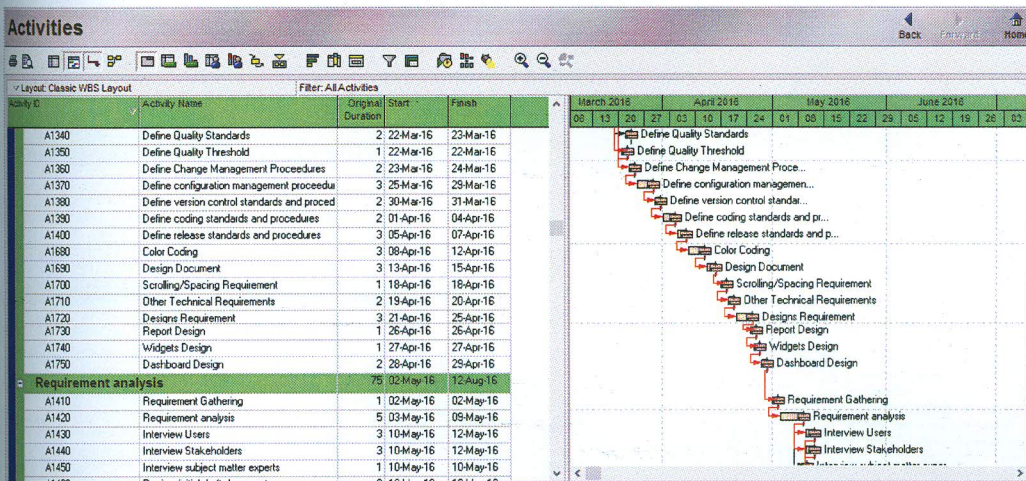 Activities
Back Forward Home
Layout: Classic WBS Layout Filter: All Activities
Activity ID Activity Name Original Duration Start Finish
March 2016 April 2016 May 2016 June 2016
06 13 20 27 03 10 17 24 01 08 15 22 29 05 12 19 26 03
A1340 Define Quality Standards 2 22-Mar-16 23-Mar-16 Define Quality Standards
A1350 Define Quality Threshold 1 22-Mar-16 22-Mar-16 Define Quality Threshold
A1360 Define Change Management Proceedures 2 23-Mar-16 24-Mar-16 Define Change Management Proce...
A1370 Define configuration management proceedu 3 25-Mar-16 29-Mar-16 Define configuration managemen...
A1380 Define version control standards and proced 2 30-Mar-16 31-Mar-16 Define version control standar...
A1390 Define coding standards and procedures 2 01-Apr-16 04-Apr-16 Define coding standards and pr...
A1400 Define release standards and procedures 3 05-Apr-16 07-Apr-16 Define release standards and p...
A1680 Color Coding 3 08-Apr-16 12-Apr-16 Color Coding
A1690 Design Document 3 13-Apr-16 15-Apr-16 Design Document
A1700 Scrolling/Spacing Requirement 1 18-Apr-16 18-Apr-16 Scrolling/Spacing Requirement
A1710 Other Technical Requirements 2 19-Apr-16 20-Apr-16 Other Technical Requirements
A1720 Designs Requirement 3 21-Apr-16 25-Apr-16 Designs Requirement
A1730 Report Design 1 26-Apr-16 26-Apr-16 Report Design
A1740 Widgets Design 1 27-Apr-16 27-Apr-16 Widgets Design
A1750 Dashboard Design 2 28-Apr-16 29-Apr-16 Dashboard Design
Requirement analysis 75 02-May-16 12-Aug-16
A1410 Requirement Gathering 1 02-May-16 02-May-16 Requirement Gathering
A1420 Requirement analysis 5 03-May-16 09-May-16 Requirement analysis
A1430 Interview Users 3 10-May-16 12-May-16 Interview Users
A1440 Interview Stakeholders 3 10-May-16 12-May-16 Interview Stakeholders
A1450 Interview subject matter experts 1 10-May-16 10-May-16